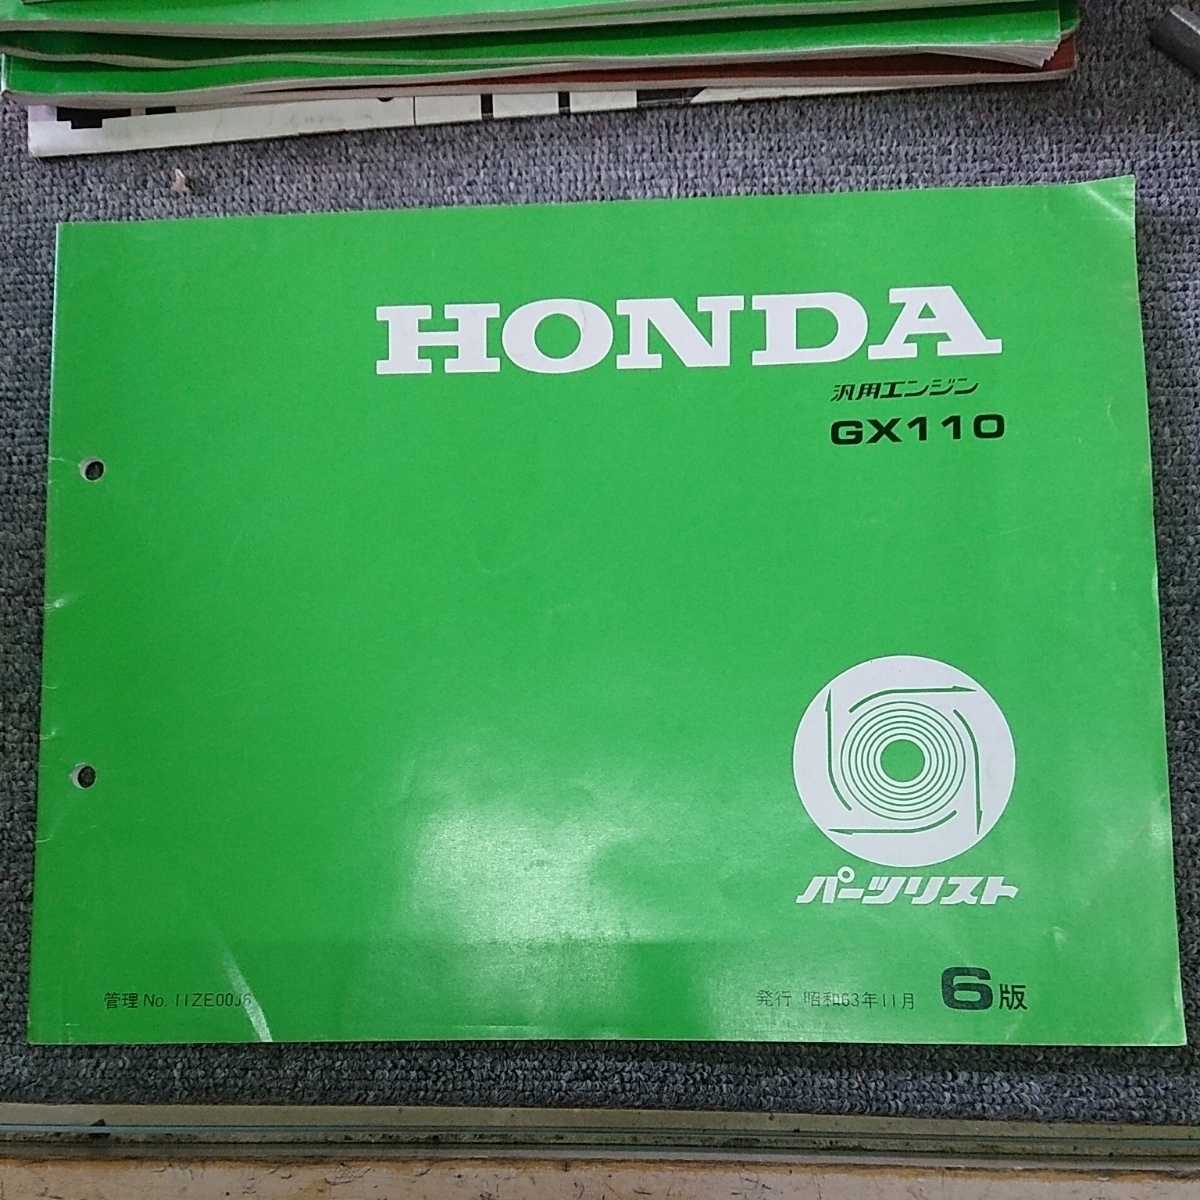 HONDA
汎用エンジン
GX110
パーツリスト
管理No. 11ZE00J6
発行 昭和63年11月 6版